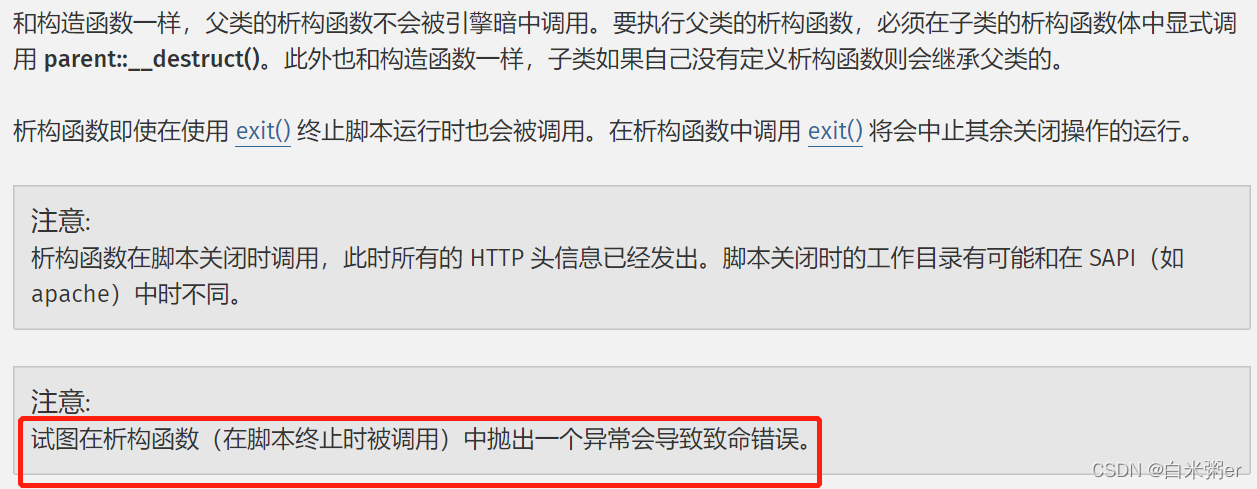 和构造函数一样，父类的析构函数不会被引擎暗中调用。要执行父类的析构函数，必须在子类的析构函数体中显式调
用 parent::__destruct()。此外也和构造函数一样，子类如果自己没有定义析构函数则会继承父类的。
析构函数即使在使用 exit() 终止脚本运行时也会被调用。在析构函数中调用 exit() 将会中止其余关闭操作的运行。
注意:
析构函数在脚本关闭时调用，此时所有的 HTTP 头信息已经发出。脚本关闭时的工作目录有可能和在 SAPI（如
apache）中时不同。
注意:
试图在析构函数（在脚本终止时被调用）中抛出一个异常会导致致命错误。
CSDN @白米粥er